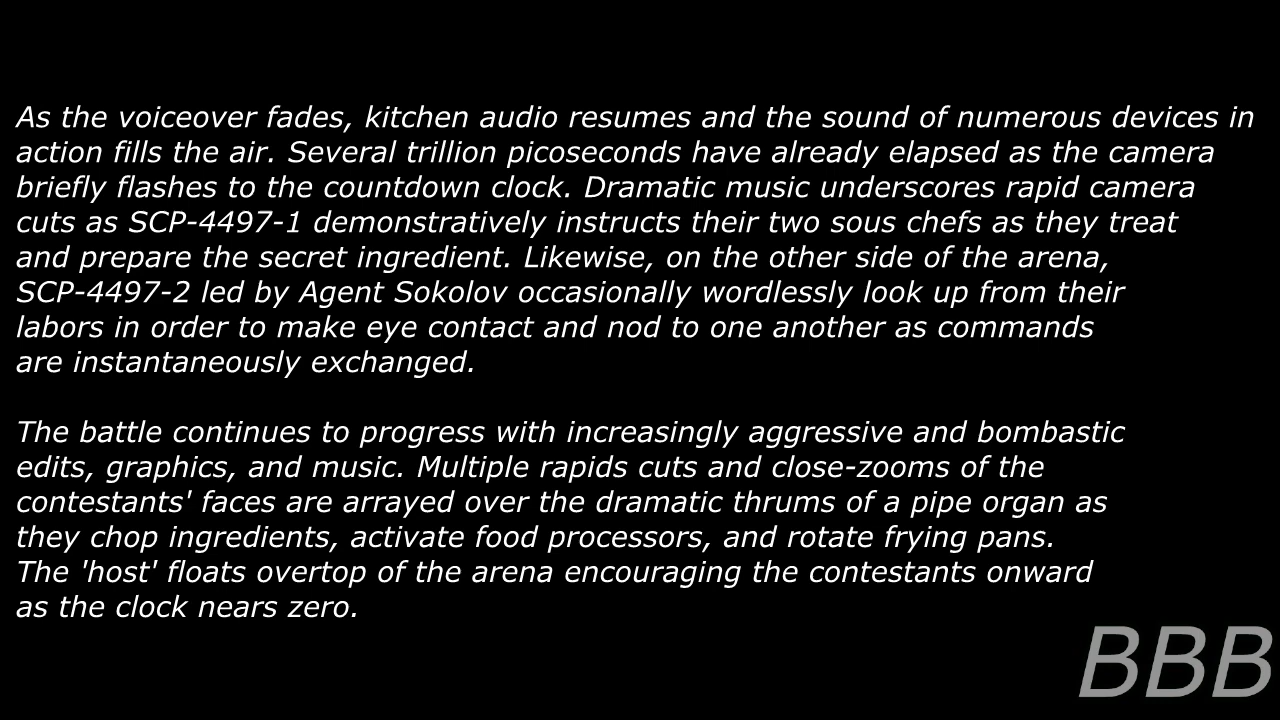 As the voiceover fades, kitchen audio resumes and the sound of numerous devices in
action fills the air. Several trillion picoseconds have already elapsed as the camera
briefly flashes to the countdown clock. Dramatic music underscores rapid camera
cuts as SCP-4497-1 demonstratively instructs their two sous chefs as they treat
and prepare the secret ingredient. Likewise, on the other side of the arena,
SCP-4497-2 led by Agent Sokolov occasionally wordlessly look up from their
labors in order to make eye contact and nod to one another as commands
are instantaneously exchanged.

The battle continues to progress with increasingly aggressive and bombastic
edits, graphics, and music. Multiple rapids cuts and close-zooms of the
contestants' faces are arrayed over the dramatic thrums of a pipe organ as
they chop ingredients, activate food processors, and rotate frying pans.
The 'host' floats overtop of the arena encouraging the contestants onward
as the clock nears zero.
BBB